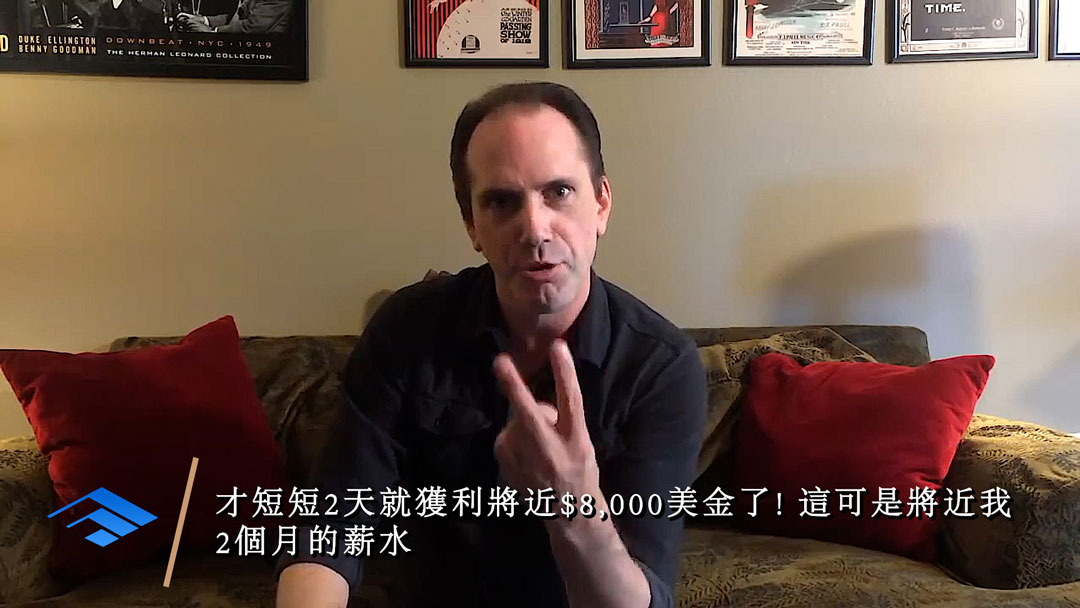 DUKE ELLINGTON
BENNY GOODMAN
DOWNBEAT · NYC · 1949
THE HERMAN LEONARD COLLECTION
PASSING
SHOW
TIME.
才短短2天就獲利將近$8,000美金了! 這可是將近我
2個月的薪水